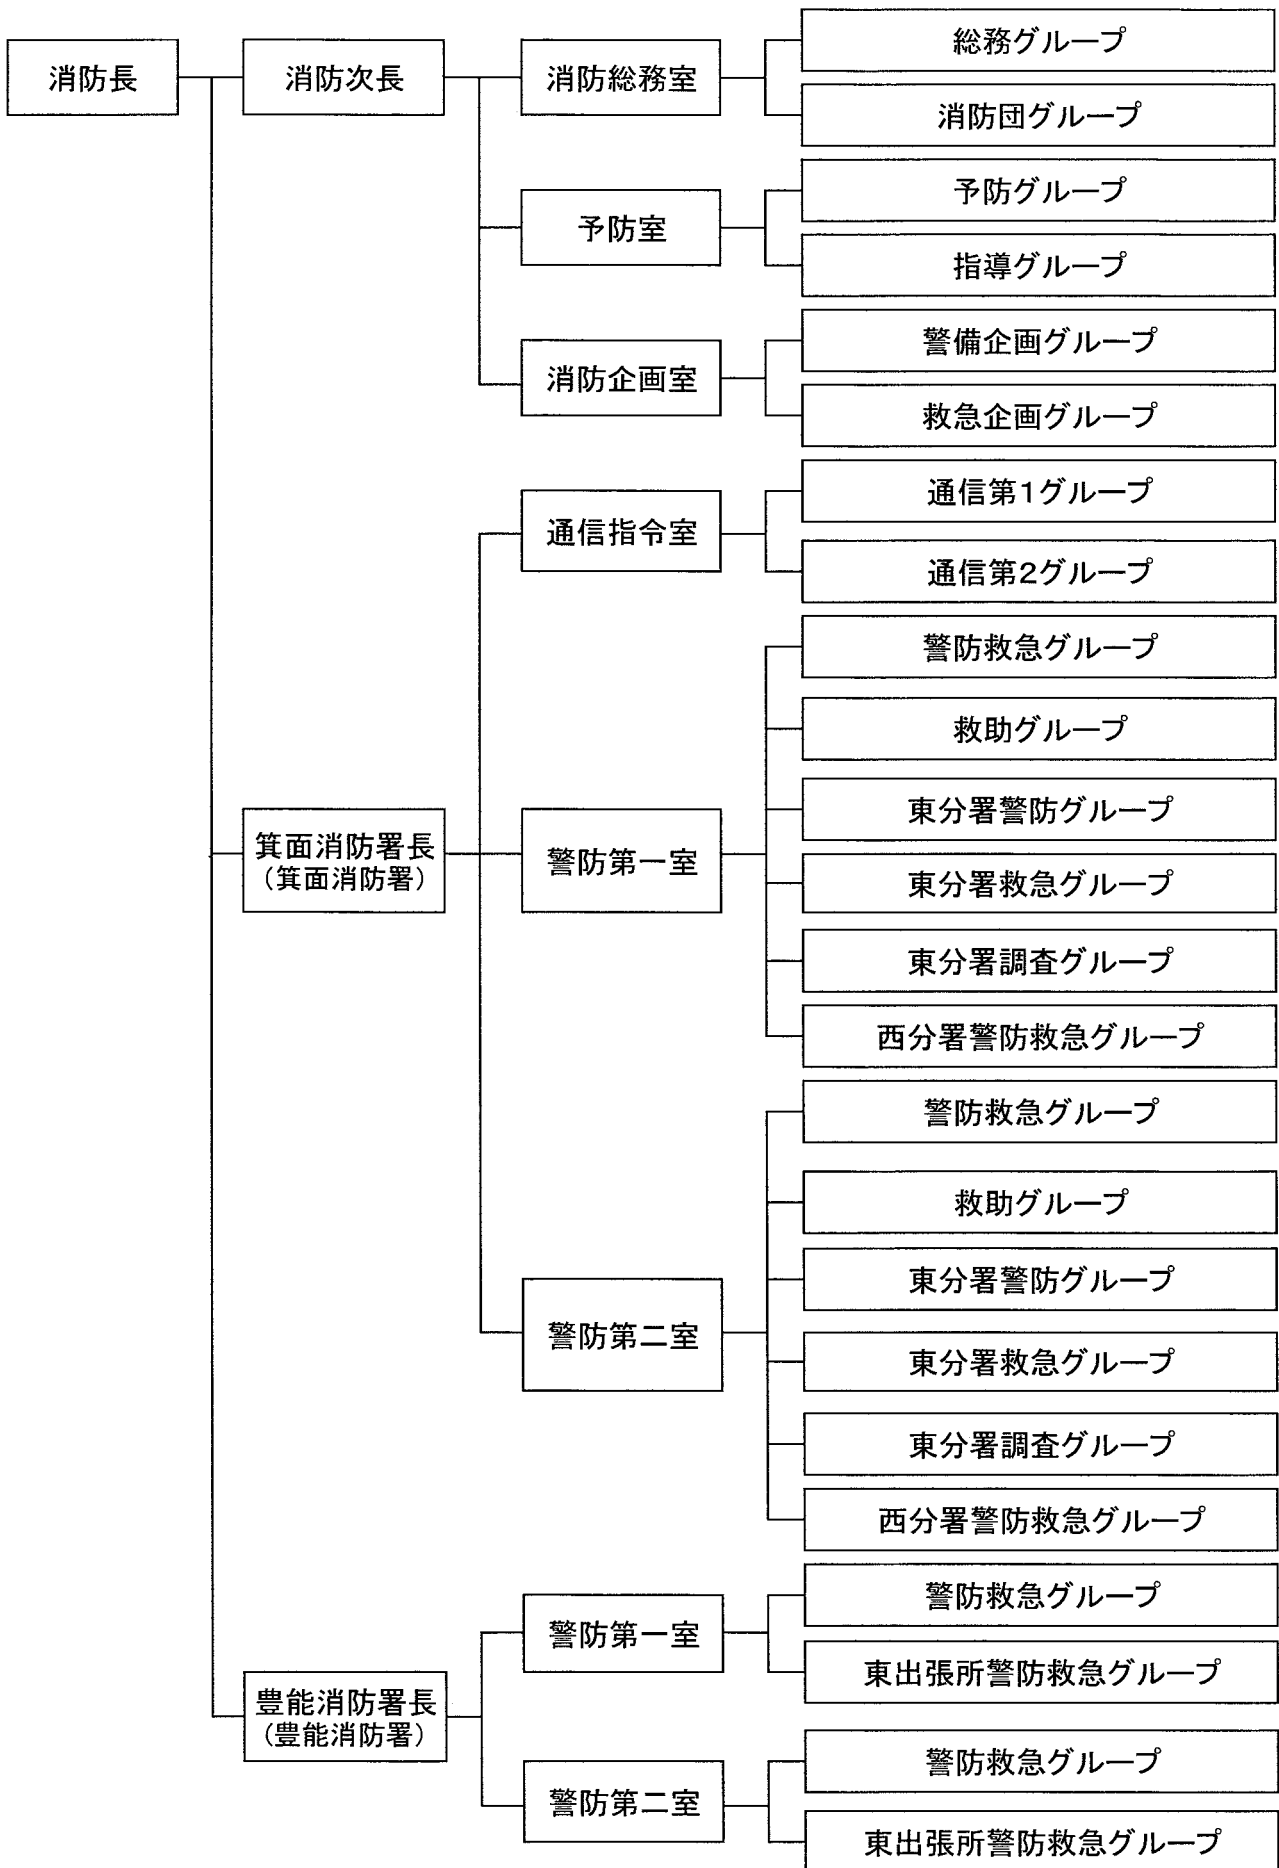 消防長
消防次長
消防総務室
総務グループ
消防団グループ
予防室
予防グループ
指導グループ
消防企画室
警備企画グループ
救急企画グループ
箕面消防署長
(箕面消防署)
通信指令室
通信第1グループ
通信第2グループ
警防第一室
警防救急グループ
救助グループ
東分署警防グループ
東分署救急グループ
東分署調査グループ
西分署警防救急グループ
警防第二室
警防救急グループ
救助グループ
東分署警防グループ
東分署救急グループ
東分署調査グループ
西分署警防救急グループ
豊能消防署長
(豊能消防署)
警防第一室
警防救急グループ
東出張所警防救急グループ
警防第二室
警防救急グループ
東出張所警防救急グループ